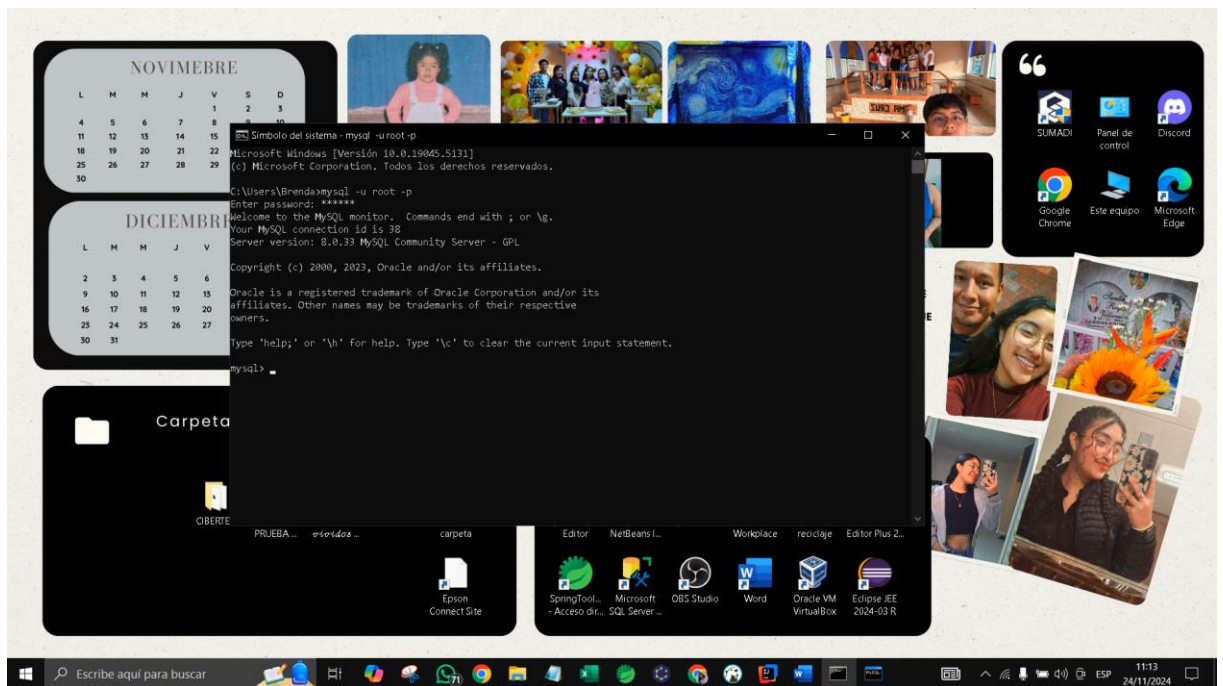 NOVIMEBRE
L M M J V S D
1 2 3
4 5 6 7 8 9 10
11 12 13 14 15
18 19 20 21 22
25 26 27 28 29
30
DICIEMBRE
L M M J V
2 3 4 5 6
9 10 11 12 13
16 17 18 19 20
23 24 25 26 27
30 31
Símbolo del sistema - mysql -u root -p
Microsoft Windows [Versión 10.0.19045.5131]
(c) Microsoft Corporation. Todos los derechos reservados.
C:\Users\Brenda>mysql -u root -p
Enter password: ******
Welcome to the MySQL monitor.  Commands end with ; or \g.
Your MySQL connection id is 38
Server version: 8.0.33 MySQL Community Server - GPL
Copyright (c) 2000, 2023, Oracle and/or its affiliates.
Oracle is a registered trademark of Oracle Corporation and/or its
affiliates. Other names may be trademarks of their respective
owners.
Type 'help;' or '\h' for help. Type '\c' to clear the current input statement.
mysql>
SUMADI
Panel de control
Discord
Google Chrome
Este equipo
Microsoft Edge
Carpeta
CIBERTE
PRUEBA ...
vividos ...
carpeta
Epson Connect Site
Editor
NetBeans I...
Workplace
reciclaje
Editor Plus 2...
SpringTool... - Acceso dir...
Microsoft SQL Server ...
OBS Studio
Word
Oracle VM VirtualBox
Eclipse JEE 2024-03 R
Escribe aquí para buscar
71
ESP
11:13
24/11/2024